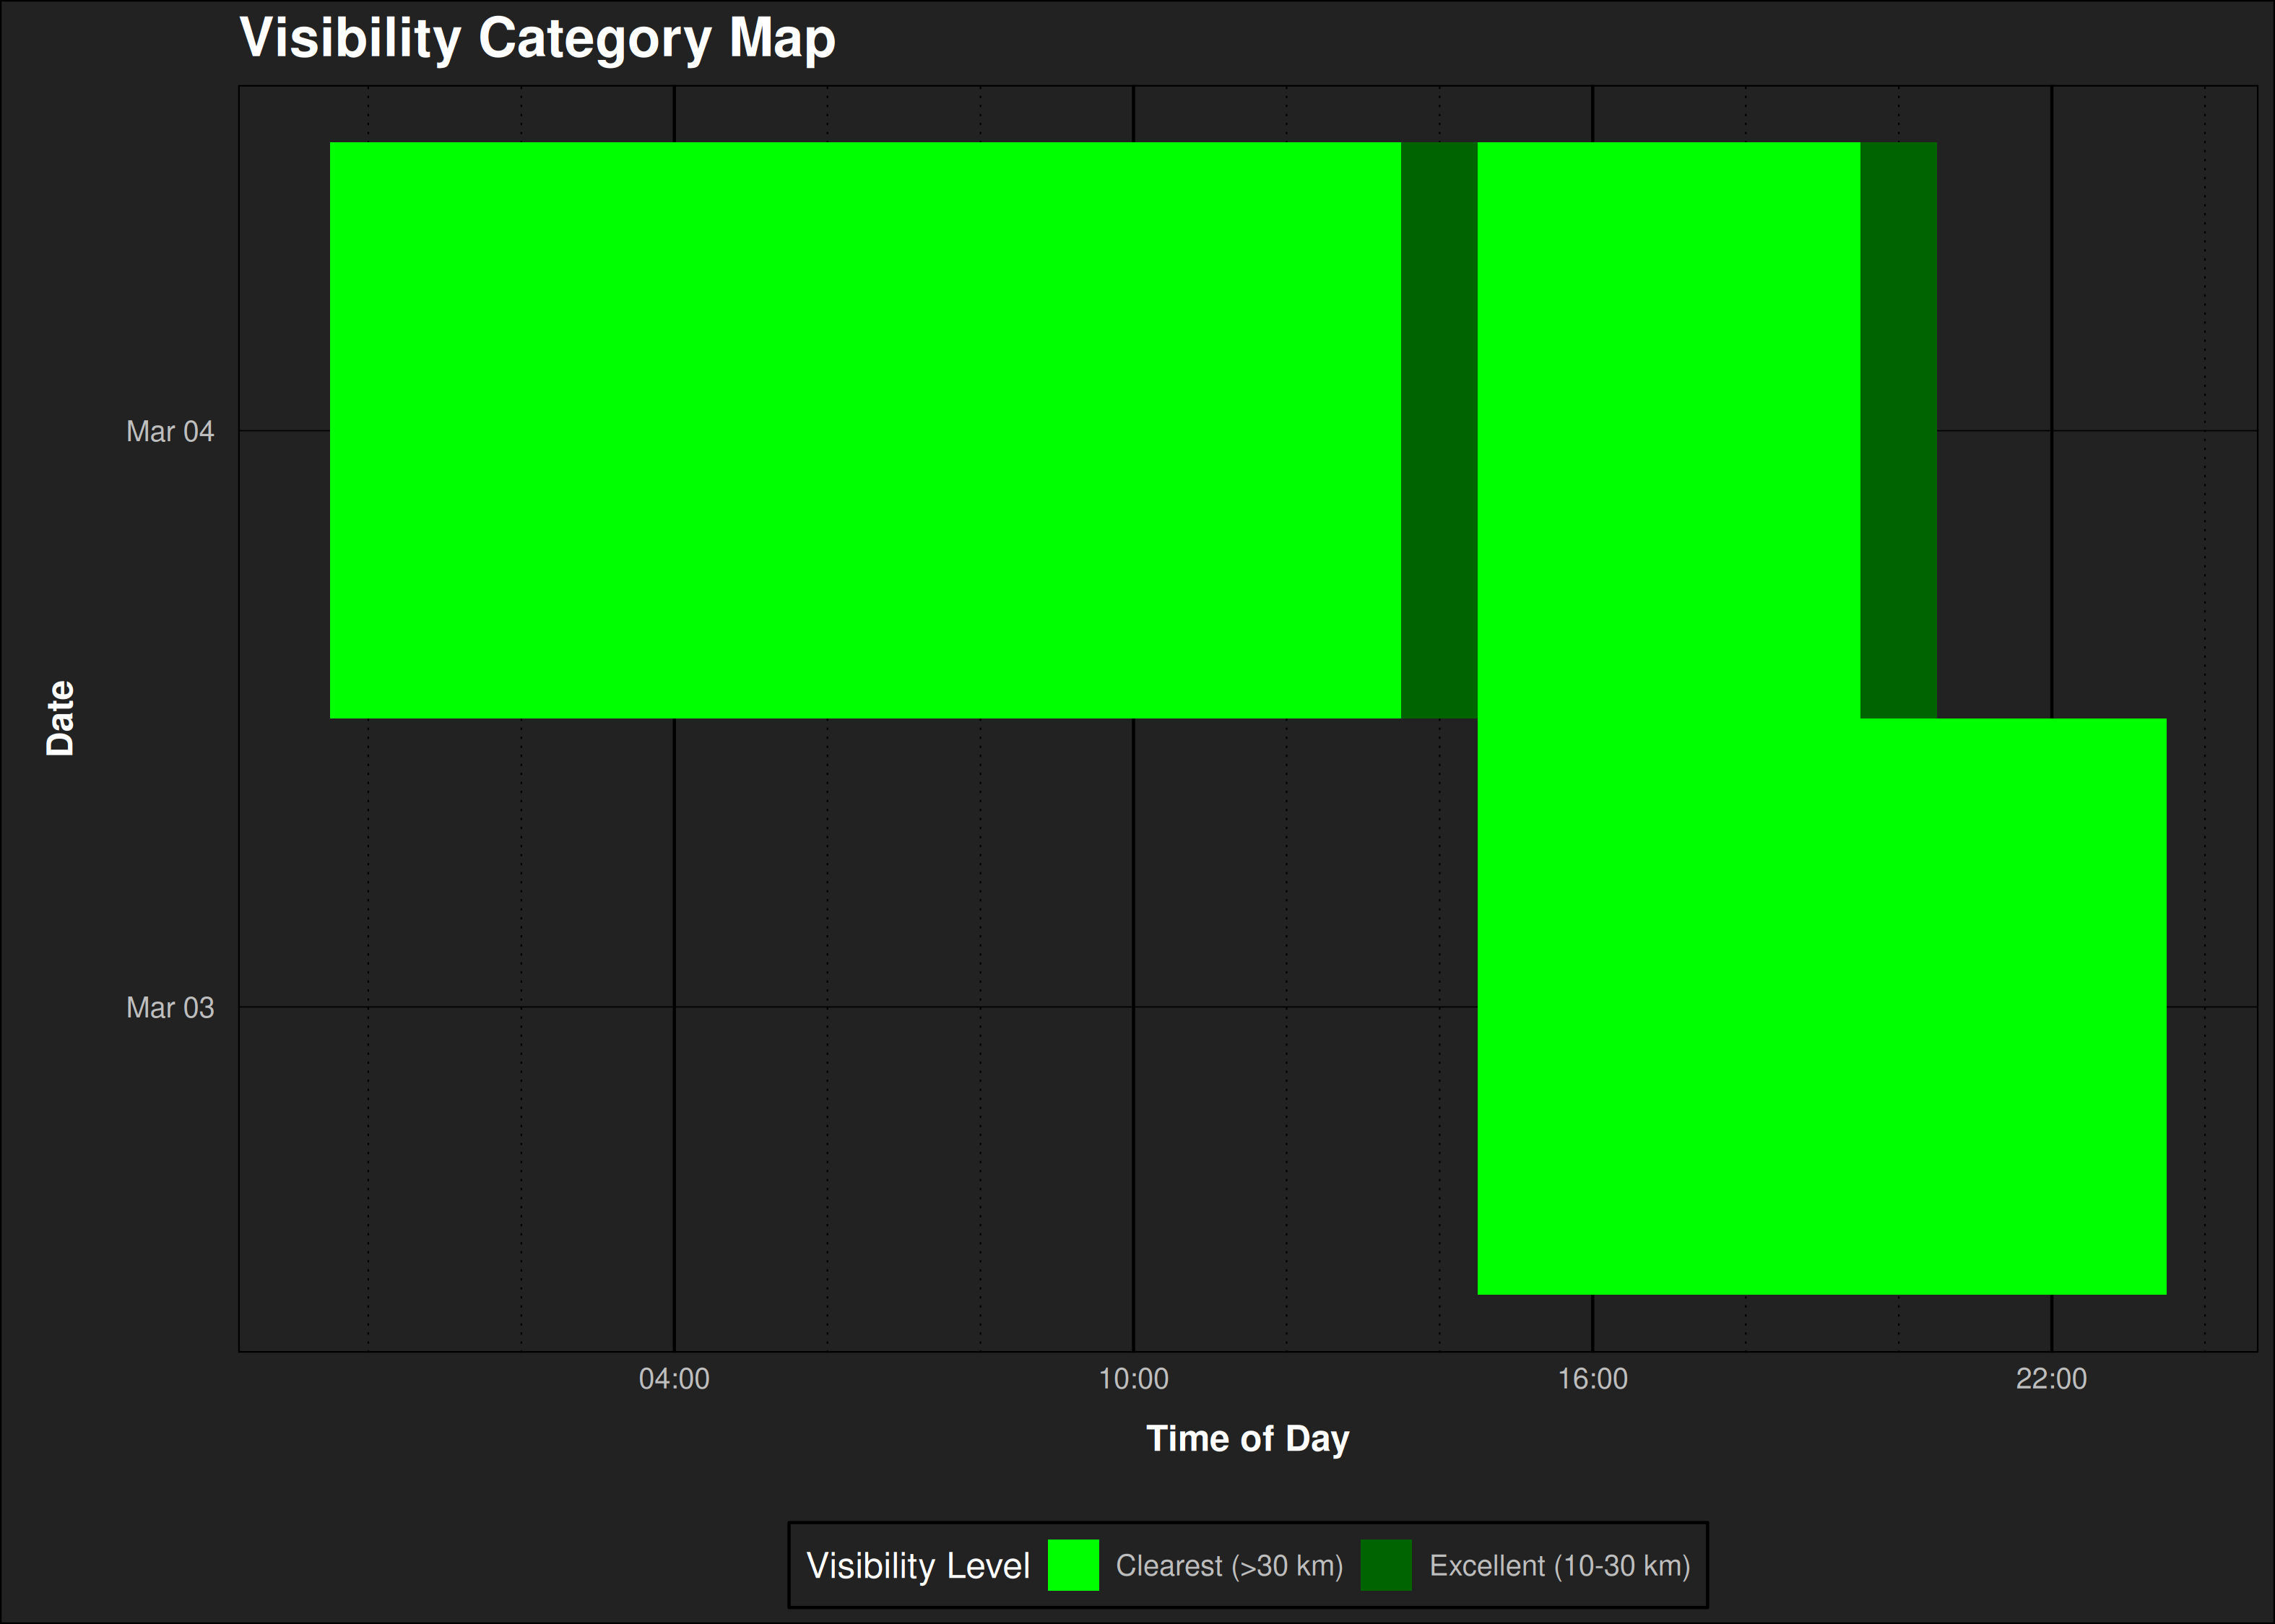 Visibility Category Map
Mar 04
Mar 03
Date
04:00 10:00 16:00 22:00
Time of Day
Visibility Level Clearest (>30 km) Excellent (10-30 km)